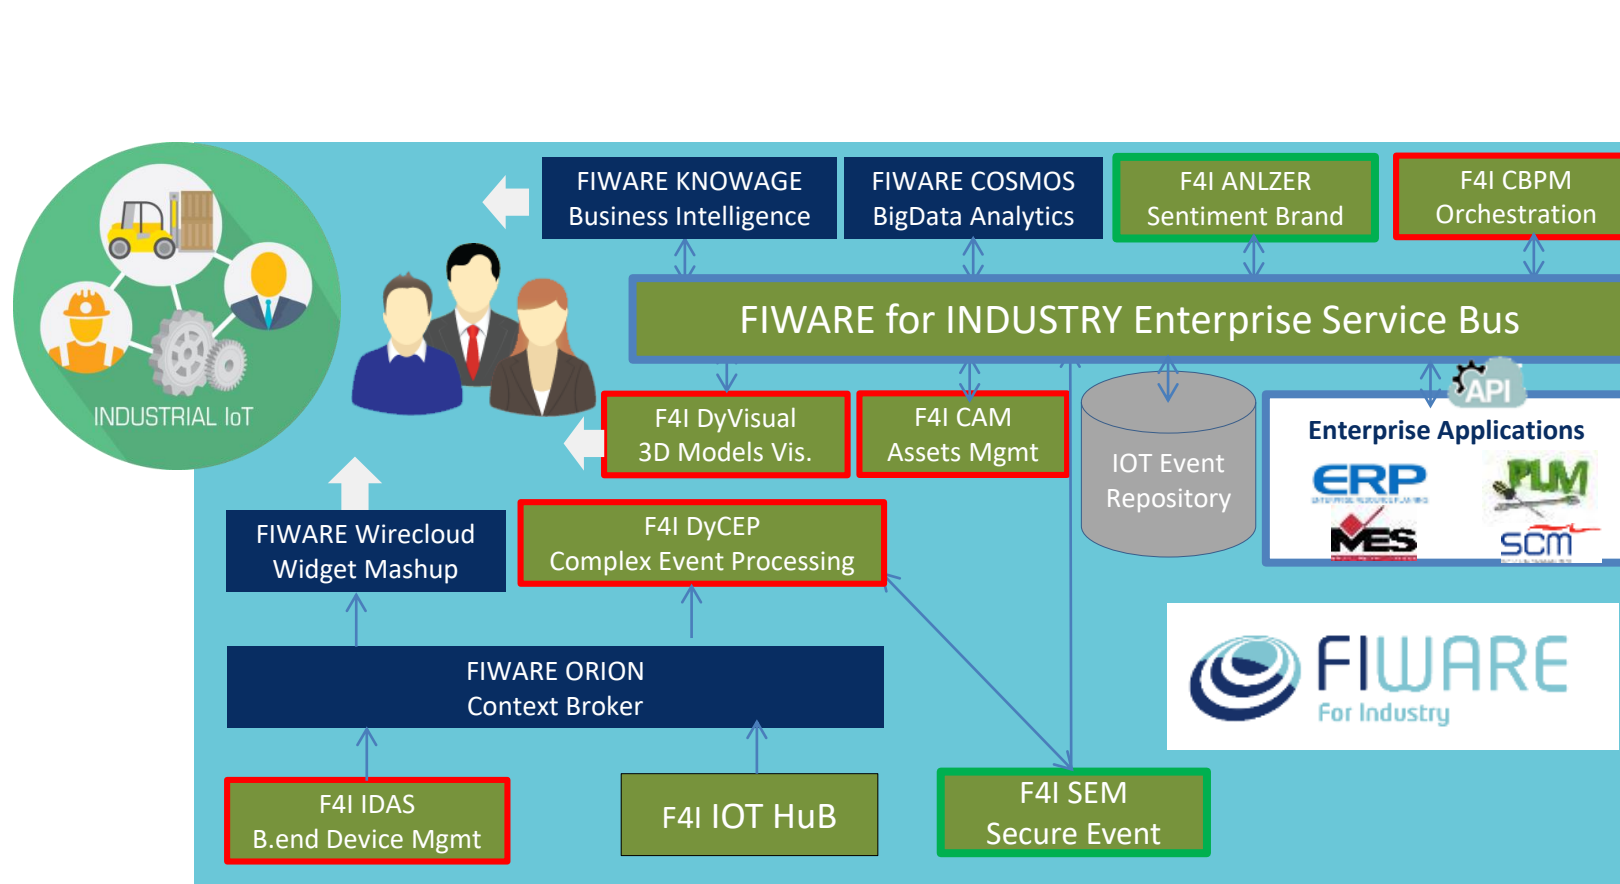 FIWARE KNOWAGE
Business Intelligence
FIWARE COSMOS
BigData Analytics
F4I ANLZER
Sentiment Brand
F4I CBPM
Orchestration
FIWARE for INDUSTRY Enterprise Service Bus
INDUSTRIAL IoT
F4I DyVisual
3D Models Vis.
F4I CAM
Assets Mgmt
IOT Event
Repository
API
Enterprise Applications
ERP
ENTERPRISE RESOURCE PLANNING
PLM
MES
SCM
FIWARE Wirecloud
Widget Mashup
F4I DyCEP
Complex Event Processing
FIWARE ORION
Context Broker
FIWARE
For Industry
F4I IDAS
B.end Device Mgmt
F4I IOT HuB
F4I SEM
Secure Event